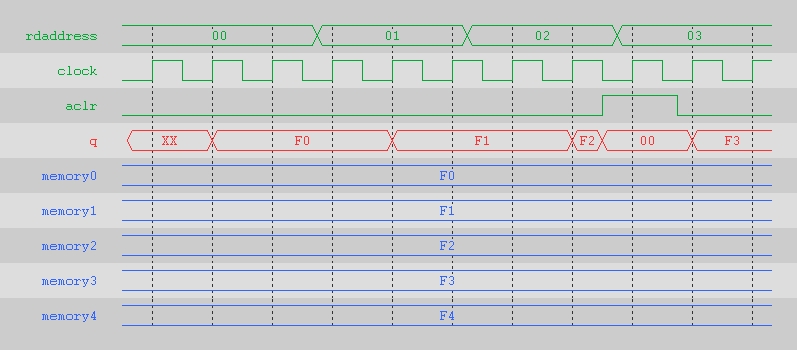 rdaddress 00 01 02 03
clock
aclr
q XX F0 F1 F2 00 F3
memory0 F0
memory1 F1
memory2 F2
memory3 F3
memory4 F4